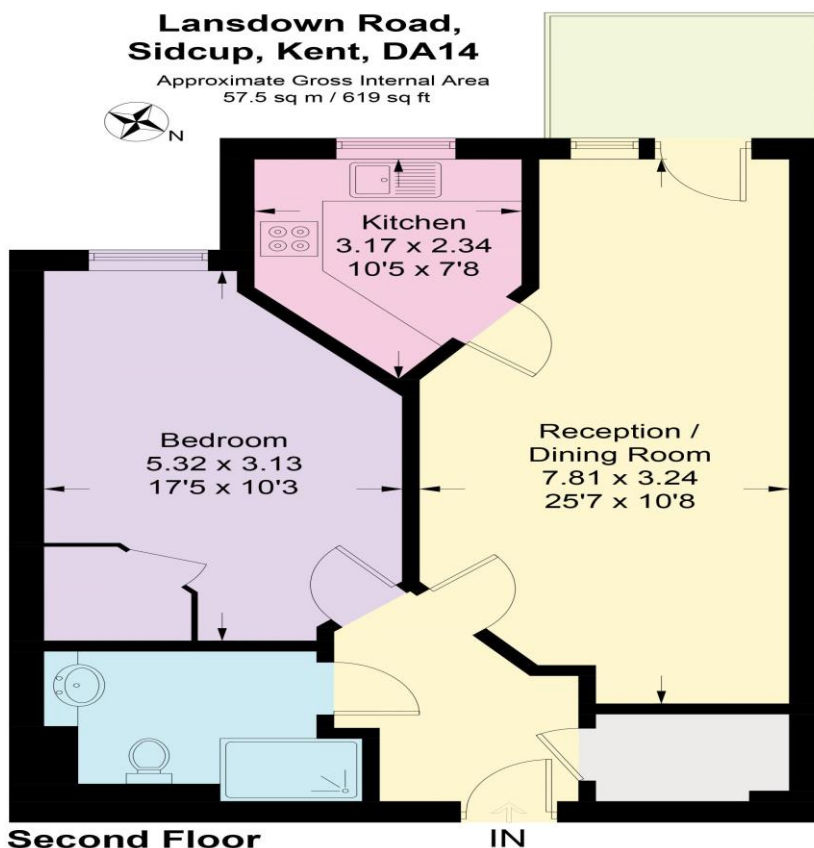 Lansdown Road,
Sidcup, Kent, DA14
Approximate Gross Internal Area
57.5 sq m / 619 sq ft
N
Kitchen
3.17 x 2.34
10'5 x 7'8
Bedroom
5.32 x 3.13
17'5 x 10'3
Reception /
Dining Room
7.81 x 3.24
25'7 x 10'8
Second Floor
IN